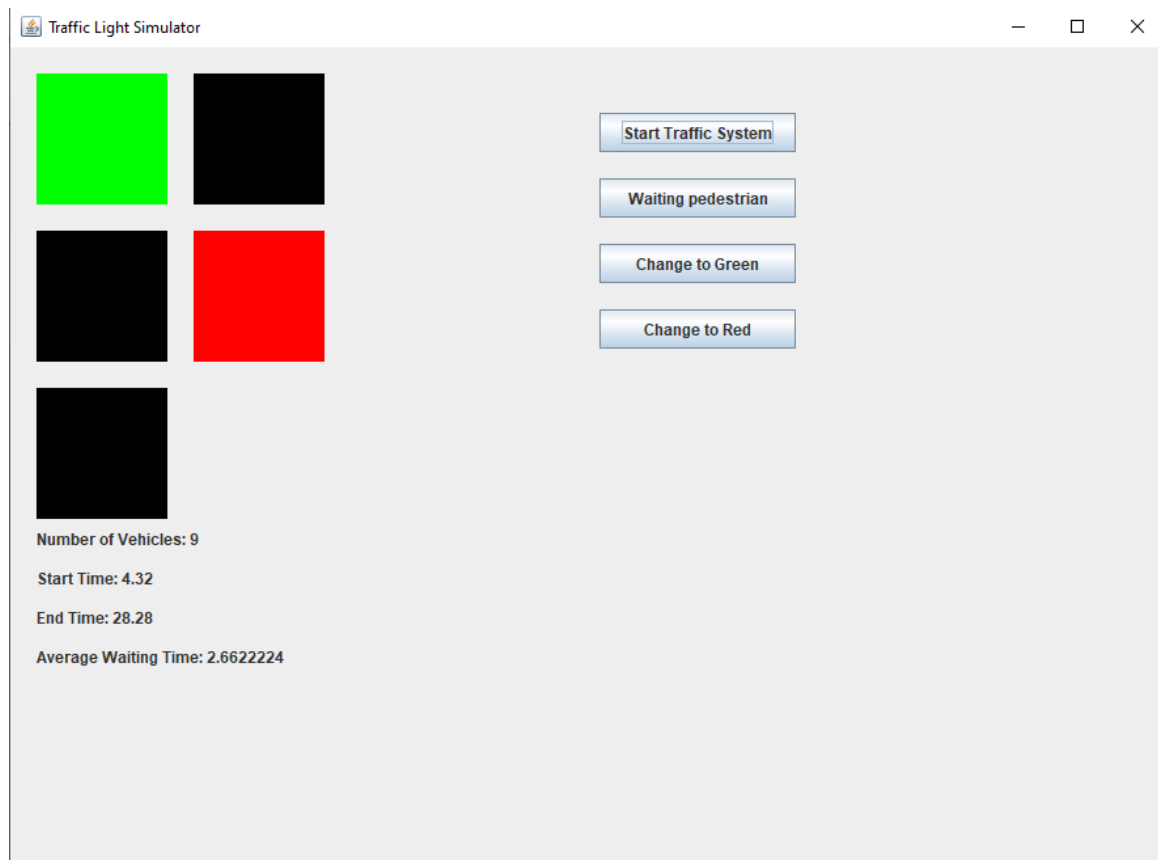 Traffic Light Simulator
Start Traffic System
Waiting pedestrian
Change to Green
Change to Red
Number of Vehicles: 9
Start Time: 4.32
End Time: 28.28
Average Waiting Time: 2.6622224